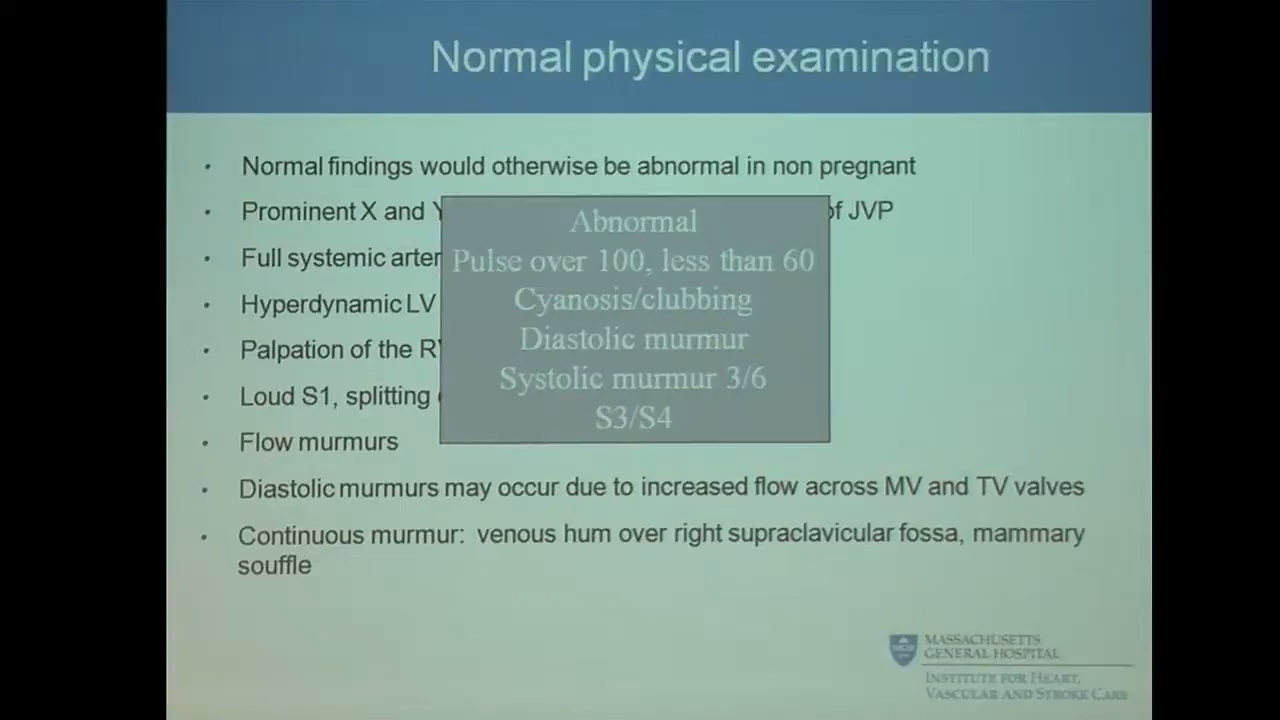 Normal physical examination
Normal findings would otherwise be abnormal in non pregnant
Prominent X and Y of JVP
Full systemic arter
Hyperdynamic LV
Palpation of the RV
Loud S1, splitting
Flow murmurs
Diastolic murmurs may occur due to increased flow across MV and TV valves
Continuous murmur: venous hum over right supraclavicular fossa, mammary
souffle
Abnormal
Pulse over 100, less than 60
Cyanosis/clubbing
Diastolic murmur
Systolic murmur 3/6
S3/S4
MASSACHUSETTS
GENERAL HOSPITAL
INSTITUTE FOR HEART,
VASCULAR AND STROKE CARE